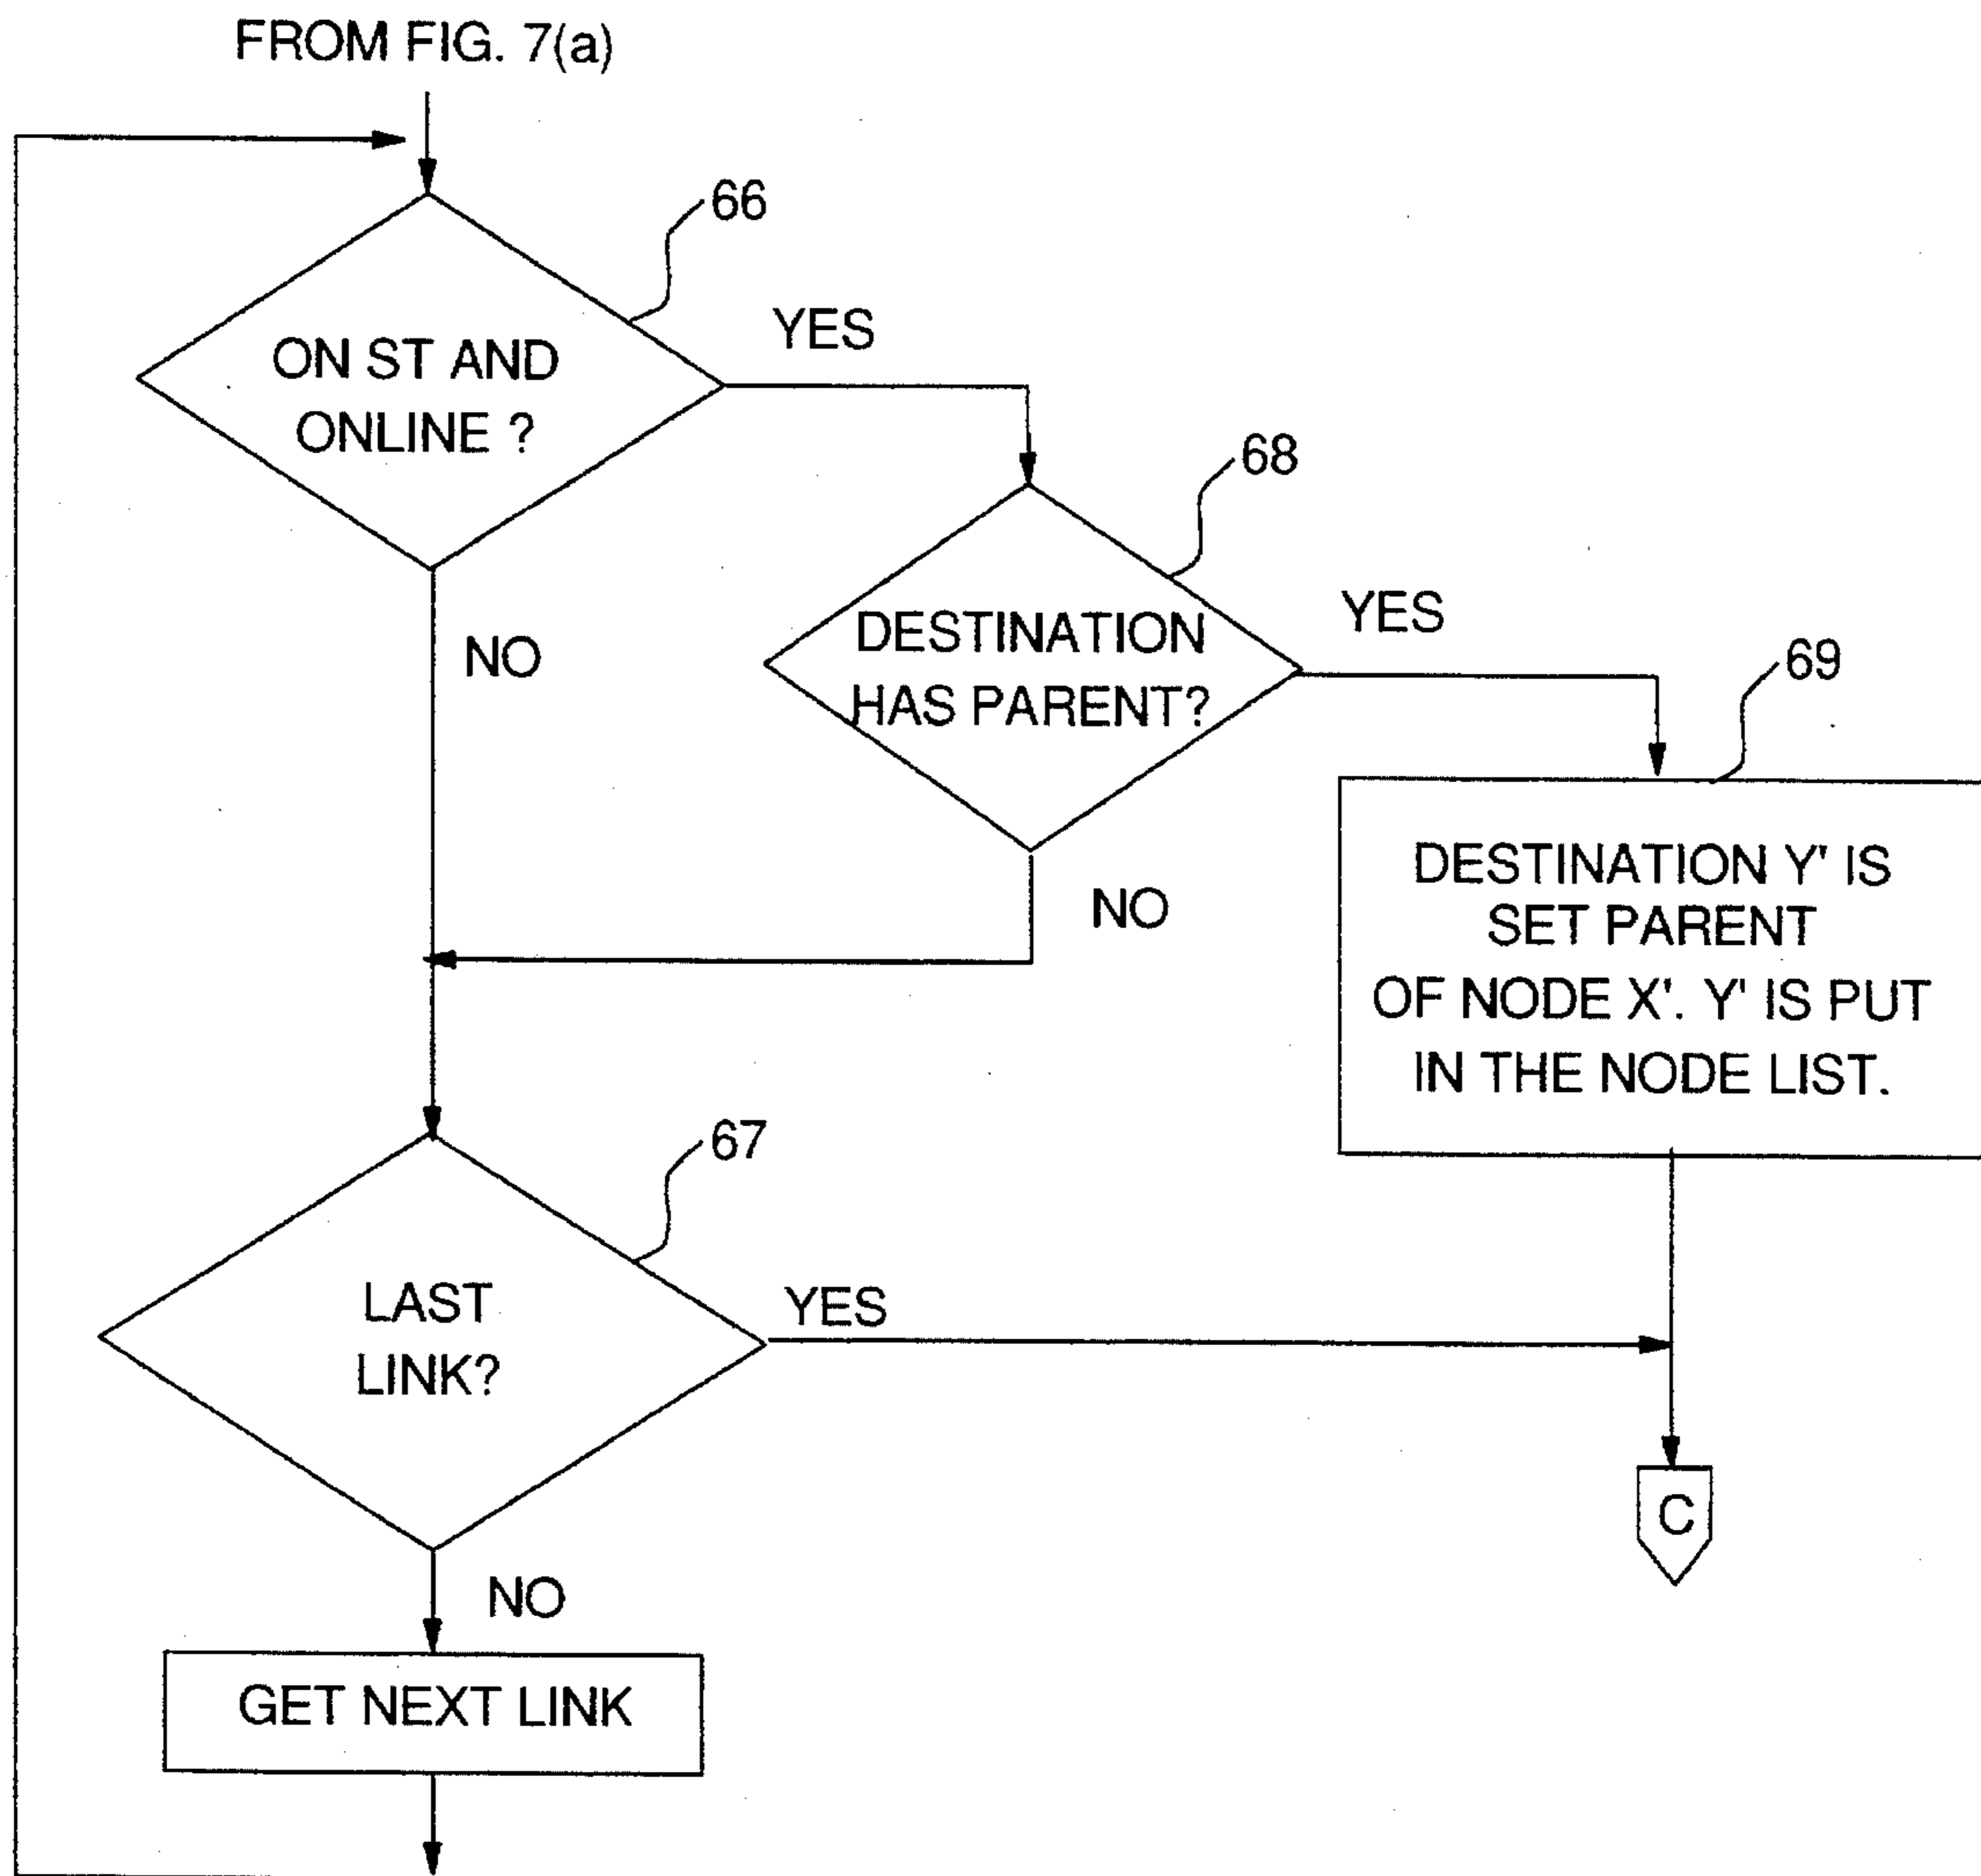 FROM FIG. 7(a)
66
ON ST AND
ONLINE ?
YES
NO
68
DESTINATION
HAS PARENT?
YES
NO
69
DESTINATION Y' IS
SET PARENT
OF NODE X'. Y' IS PUT
IN THE NODE LIST.
67
LAST
LINK?
YES
NO
C
GET NEXT LINK